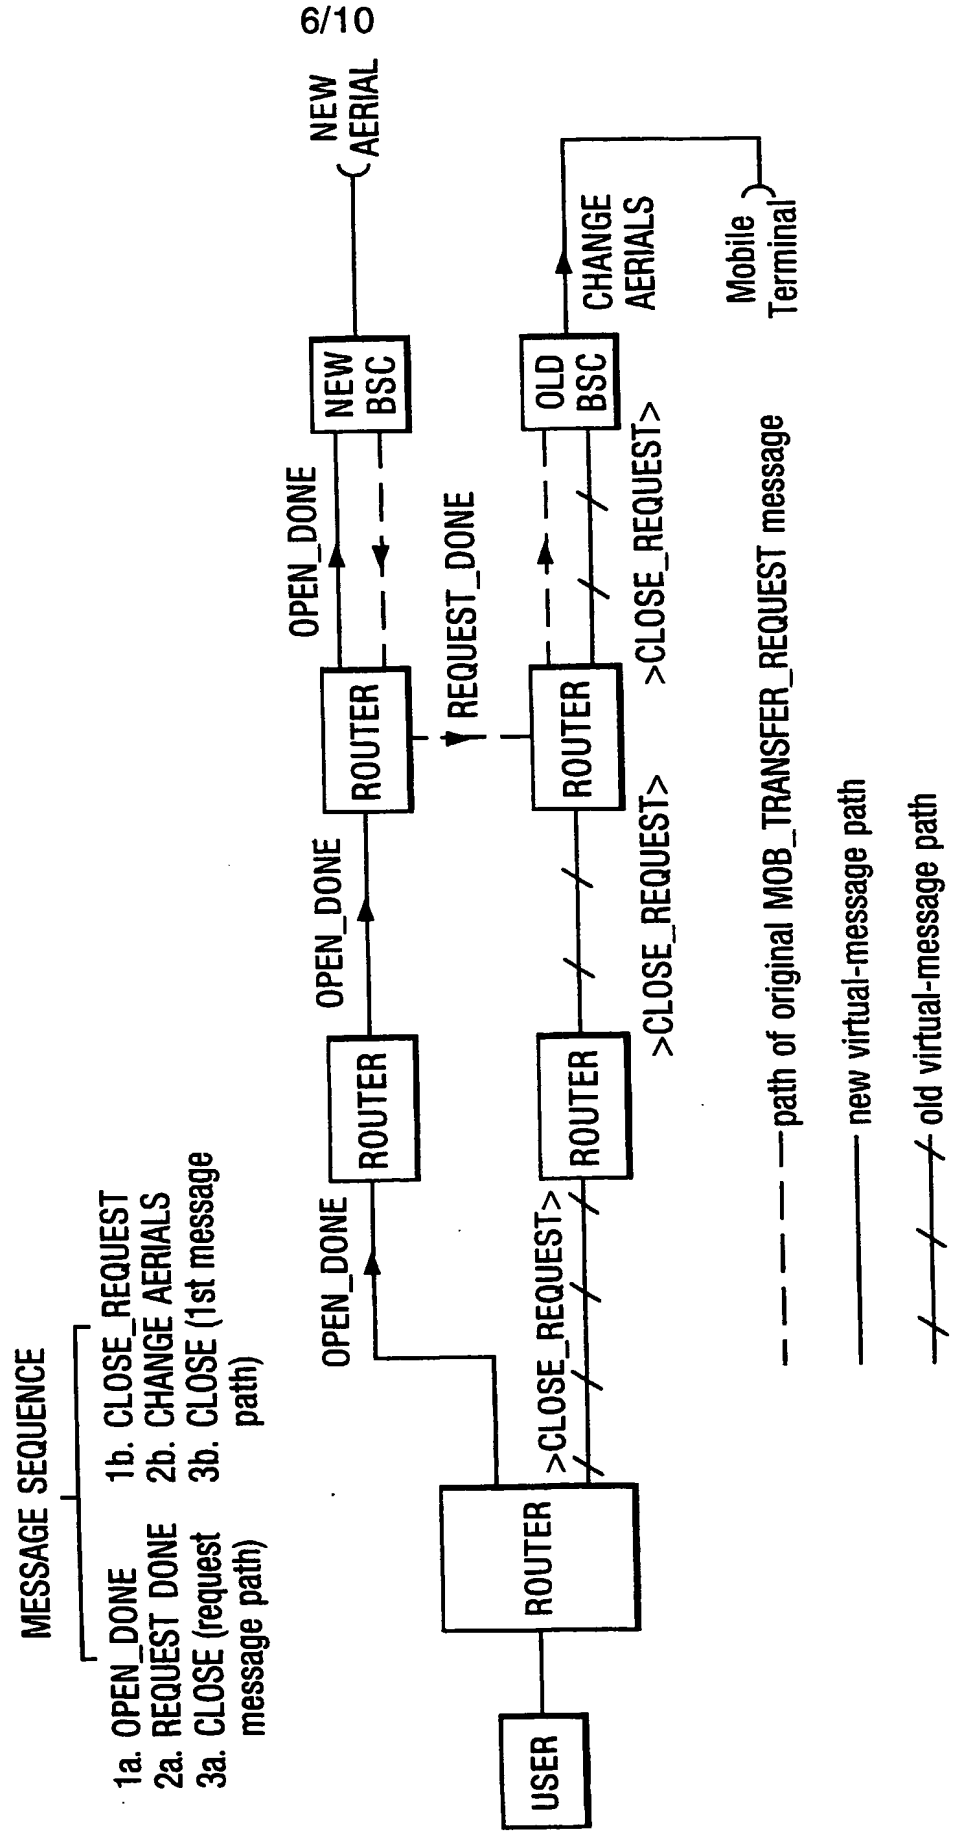 6/10
MESSAGE SEQUENCE
1a. OPEN_DONE
2a. REQUEST DONE
3a. CLOSE (request
message path)
1b. CLOSE_REQUEST
2b. CHANGE AERIALS
3b. CLOSE (1st message
path)
OPEN_DONE
OPEN_DONE
OPEN_DONE
NEW
AERIAL
ROUTER
ROUTER
NEW
BSC
REQUEST_DONE
USER
ROUTER
>CLOSE_REQUEST>
ROUTER
>CLOSE_REQUEST>
ROUTER
>CLOSE_REQUEST>
OLD
BSC
CHANGE
AERIALS
Mobile
Terminal
path of original MOB_TRANSFER_REQUEST message
new virtual-message path
old virtual-message path